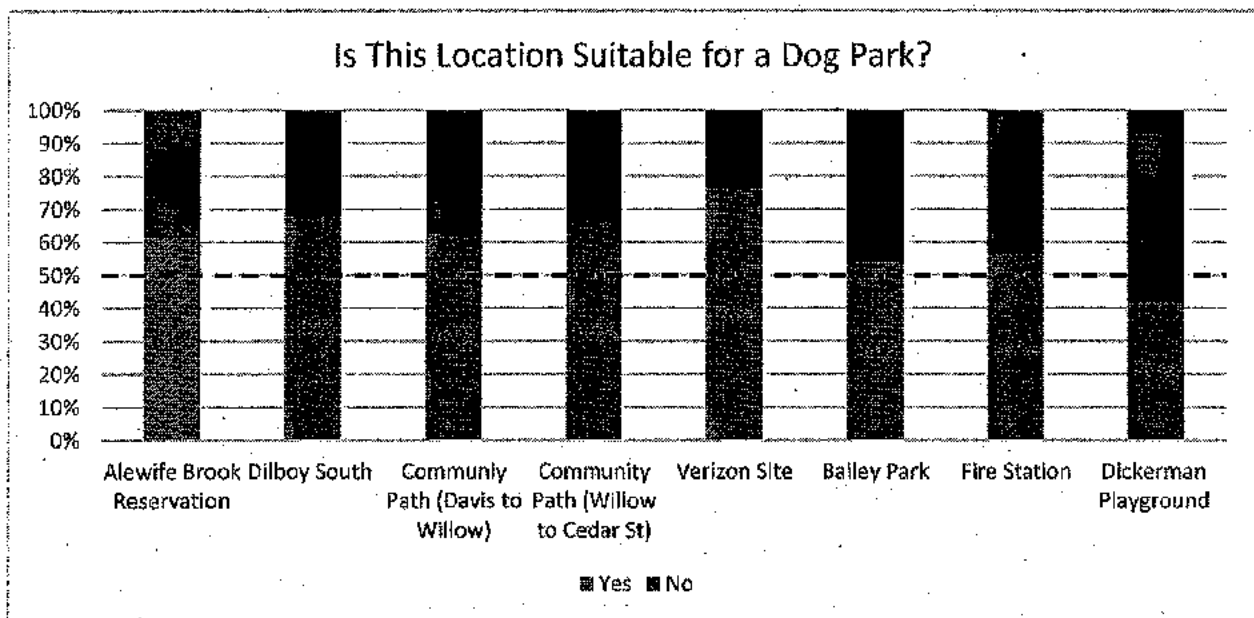 Is This Location Suitable for a Dog Park?
100%
90%
80%
70%
60%
50%
40%
30%
20%
10%
0%
Alewife Brook Reservation
Dilboy South
Communly Path (Davis to Willow)
Community Path (Willow to Cedar St)
Verizon Site
Bailey Park
Fire Station
Dickerman Playground
Yes No